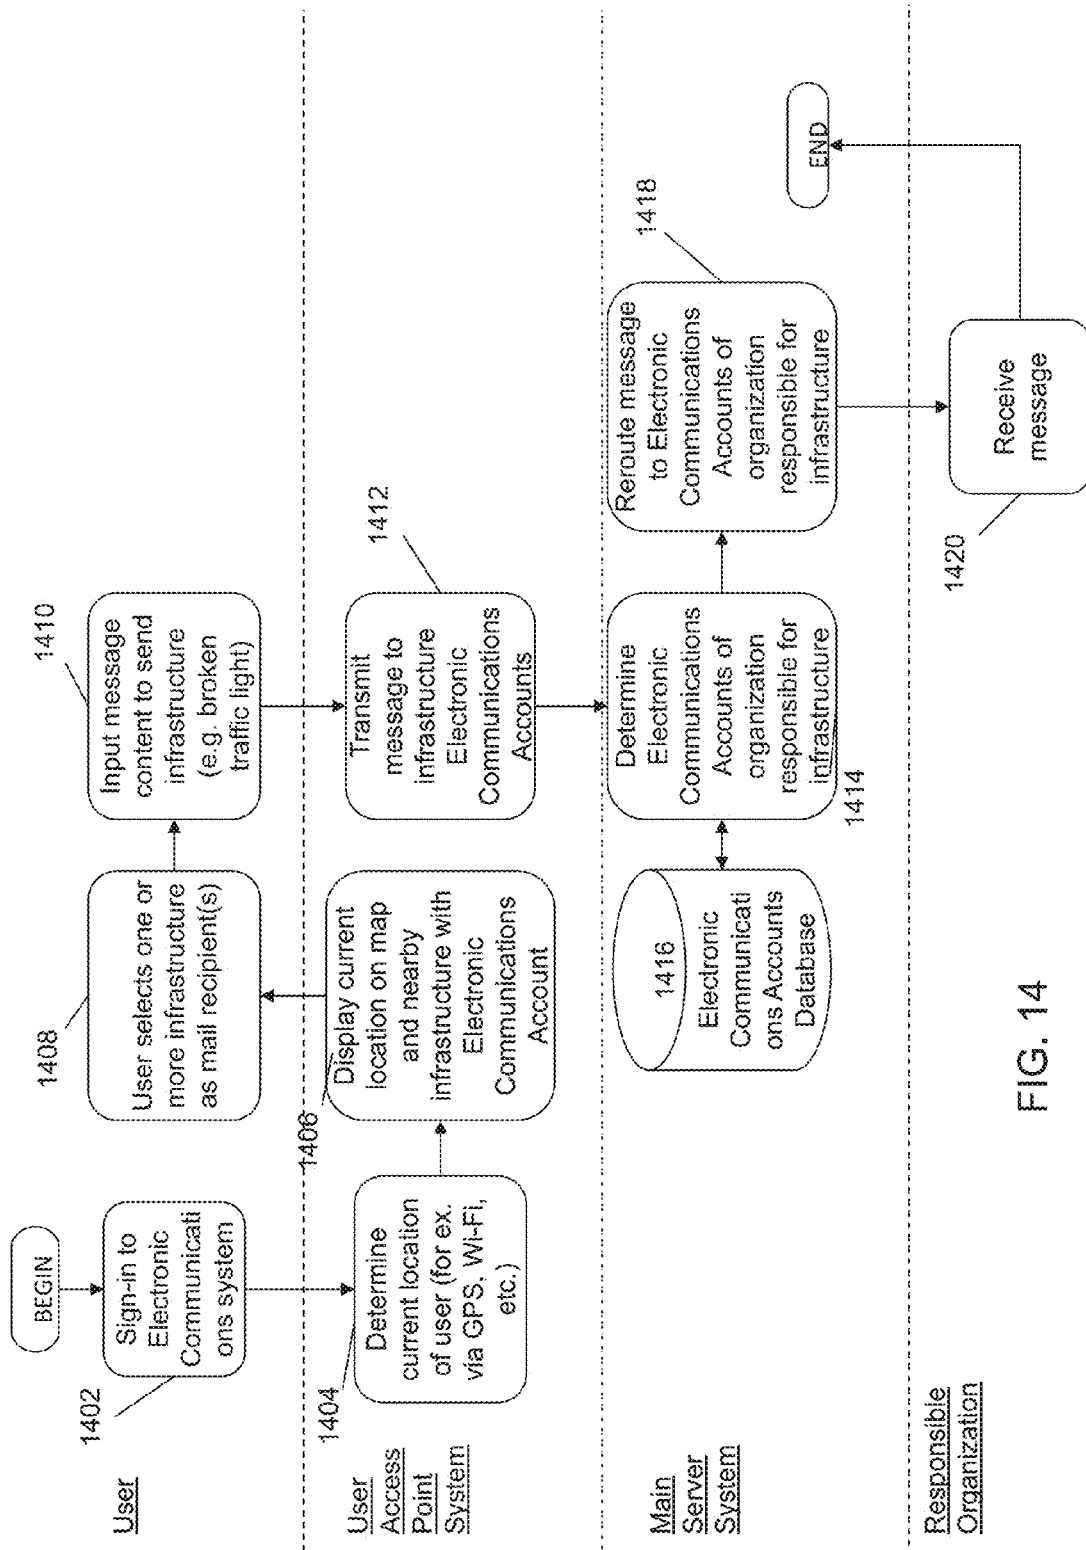 User
BEGIN
1402
Sign-in to
Electronic
Communicati
ons system
1408
User selects one or
more infrastructure
as mail recipient(s)
1410
Input message
content to send
infrastructure
(e.g. broken
traffic light)
User
Access
Point
System
1404
Determine
current location
of user (for ex.
via GPS, Wi-Fi,
etc.)
1406
Display current
location on map
and nearby
infrastructure with
Electronic
Communications
Account
1412
Transmit
message to
infrastructure
Electronic
Communications
Accounts
Main
Server
System
1416
Electronic
Communicati
ons Accounts
Database
Determine
Electronic
Communications
Accounts of
organization
responsible for
infrastructure
1414
1418
Reroute message
to Electronic
Communications
Accounts of
organization
responsible for
infrastructure
END
Responsible
Organization
1420
Receive
message
FIG. 14